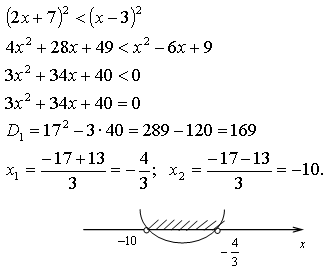 (2x+7)² < (x−3)²
4x² + 28x + 49 < x² − 6x + 9
3x² + 34x + 40 < 0
3x² + 34x + 40 = 0
D₁ = 17² − 3·40 = 289 − 120 = 169
x₁ = (−17+13)/3 = −4/3; x₂ = (−17−13)/3 = −10.
−10 −4/3 x